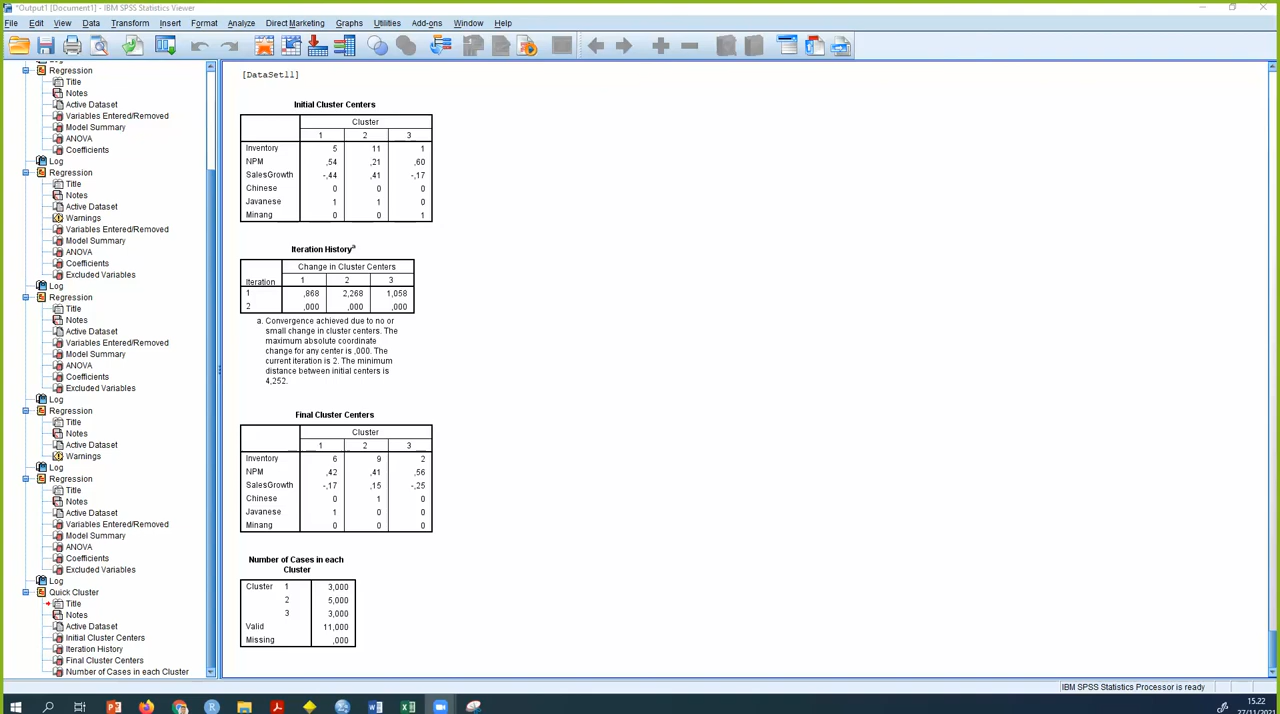 *Output1 [Document1] - IBM SPSS Statistics Viewer
File Edit View Data Transform Insert Format Analyze Direct Marketing Graphs Utilities Add-ons Window Help
Log
Regression
Title
Notes
Active Dataset
Variables Entered/Removed
Model Summary
ANOVA
Coefficients
Log
Regression
Title
Notes
Active Dataset
Warnings
Variables Entered/Removed
Model Summary
ANOVA
Coefficients
Excluded Variables
Log
Regression
Title
Notes
Active Dataset
Variables Entered/Removed
Model Summary
ANOVA
Coefficients
Excluded Variables
Log
Regression
Title
Notes
Active Dataset
Warnings
Log
Regression
Title
Notes
Active Dataset
Variables Entered/Removed
Model Summary
ANOVA
Coefficients
Excluded Variables
Log
Quick Cluster
Title
Notes
Active Dataset
Initial Cluster Centers
Iteration History
Final Cluster Centers
Number of Cases in each Cluster
[DataSet11]
Initial Cluster Centers
Cluster
1 2 3
Inventory 5 11 1
NPM ,54 ,21 ,60
SalesGrowth -,44 ,41 -,17
Chinese 0 0 0
Javanese 1 1 0
Minang 0 0 1
Iteration Historyª
Change in Cluster Centers
Iteration 1 2 3
1 ,868 2,268 1,058
2 ,000 ,000 ,000
a. Convergence achieved due to no or
small change in cluster centers. The
maximum absolute coordinate
change for any center is ,000. The
current iteration is 2. The minimum
distance between initial centers is
4,252.
Final Cluster Centers
Cluster
1 2 3
Inventory 6 9 2
NPM ,42 ,41 ,56
SalesGrowth -,17 ,15 -,25
Chinese 0 1 0
Javanese 1 0 0
Minang 0 0 0
Number of Cases in each
Cluster
Cluster 1 3,000
2 5,000
3 3,000
Valid 11,000
Missing ,000
IBM SPSS Statistics Processor is ready
15.22